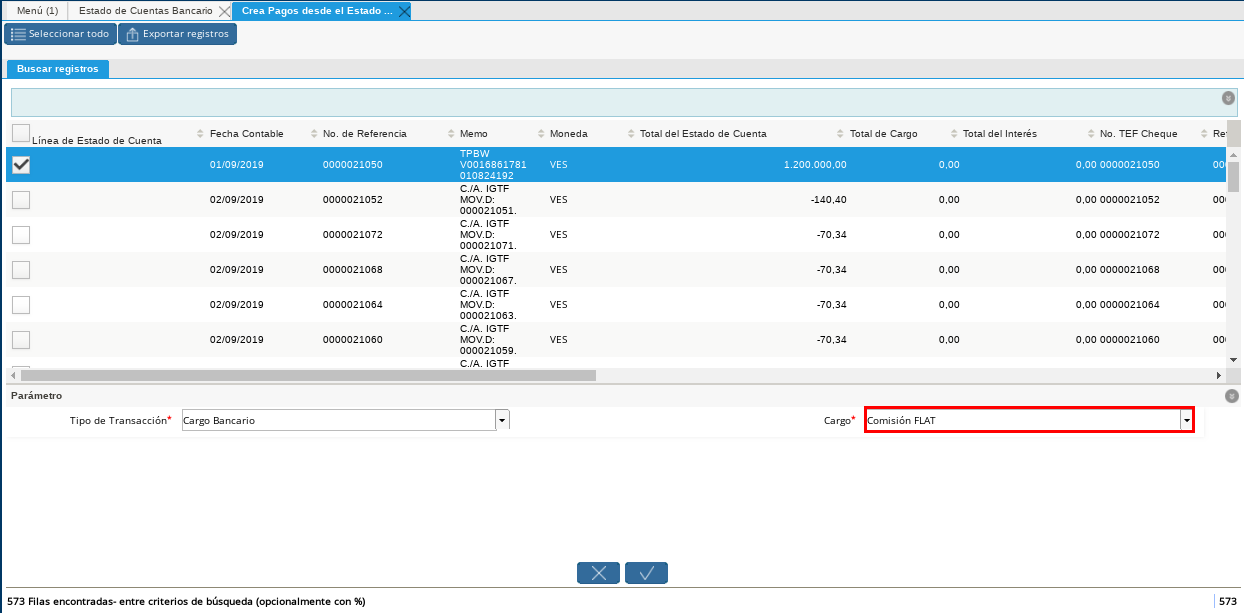 Menú (1) Estado de Cuentas Bancario Crea Pagos desde el Estado ...
Seleccionar todo Exportar registros
Buscar registros
Línea de Estado de Cuenta Fecha Contable No. de Referencia Memo Moneda Total del Estado de Cuenta Total de Cargo Total del Interés No. TEF Cheque Ref
01/09/2019 0000021050 TPBW V0016861781 010824192 VES 1.200.000,00 0,00 0,00 0000021050 00
02/09/2019 0000021052 C./A. IGTF MOV.D: 000021051. VES -140,40 0,00 0,00 0000021052 00
02/09/2019 0000021072 C./A. IGTF MOV.D: 000021071. VES -70,34 0,00 0,00 0000021072 00
02/09/2019 0000021068 C./A. IGTF MOV.D: 000021067. VES -70,34 0,00 0,00 0000021068 00
02/09/2019 0000021064 C./A. IGTF MOV.D: 000021063. VES -70,34 0,00 0,00 0000021064 00
02/09/2019 0000021060 C./A. IGTF MOV.D: 000021059. VES -70,34 0,00 0,00 0000021060 00
C./A. IGTF
Parámetro
Tipo de Transacción* Cargo Bancario Cargo* Comisión FLAT
573 Filas encontradas- entre criterios de búsqueda (opcionalmente con %) 573